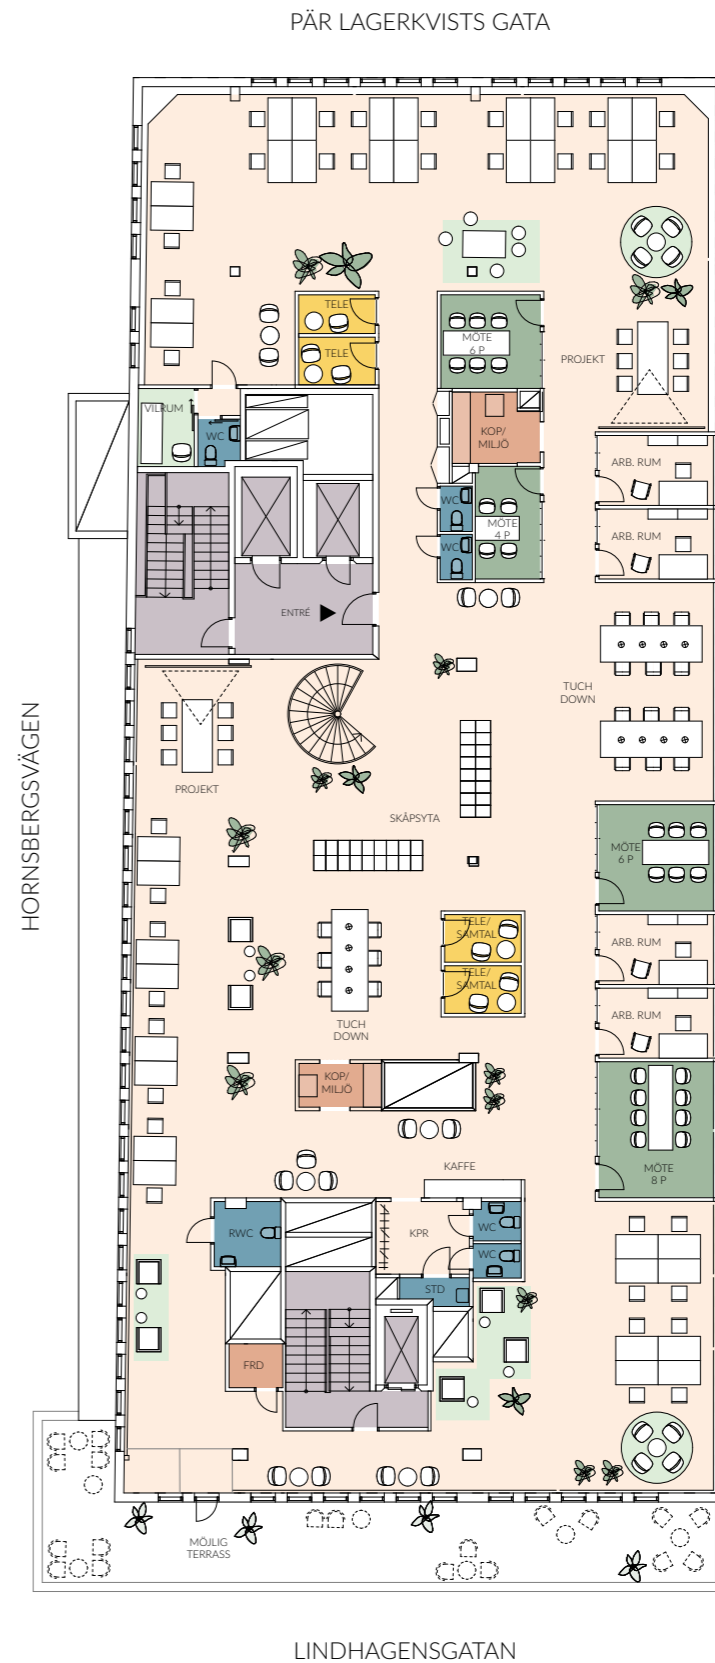 PÄR LAGERKVISTS GATA
TELE
TELE
MÖTE
6 P
PROJEKT
VILRUM
WC
KOP/
MILJÖ
ARB. RUM
WC
MÖTE
4 P
ARB. RUM
WC
ENTRÉ
TUCH
DOWN
HORNSBERGSVÄGEN
PROJEKT
SKÅPSYTA
MÖTE
6 P
TELE/
SAMTAL
ARB. RUM
TELE/
SAMTAL
TUCH
DOWN
ARB. RUM
KOP/
MILJÖ
KAFFE
MÖTE
8 P
RWC
KPR
WC
WC
STD
FRD
MÖJLIG
TERRASS
LINDHAGENSGATAN